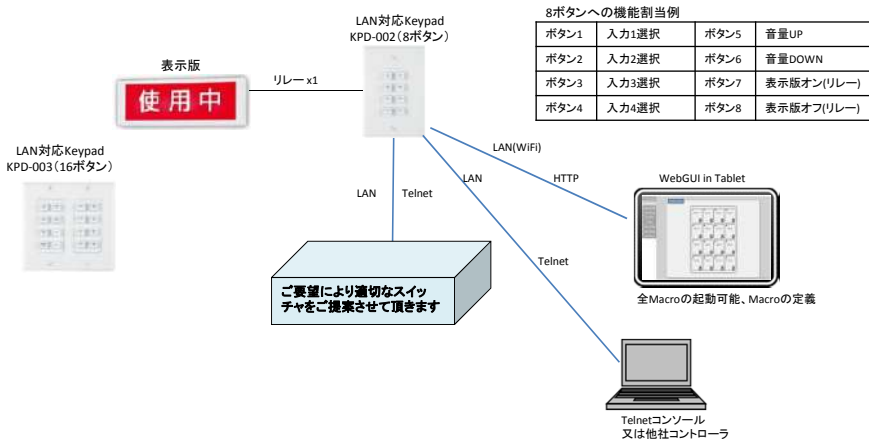 LAN対応Keypad
KPD-002(8ボタン)
8ボタンへの機能割当例
ボタン1 入力1選択 ボタン5 音量UP
ボタン2 入力2選択 ボタン6 音量DOWN
ボタン3 入力3選択 ボタン7 表示版オン(リレー)
ボタン4 入力4選択 ボタン8 表示版オフ(リレー)
表示版
使用中
リレーx1
LAN対応Keypad
KPD-003(16ボタン)
LAN Telnet
LAN
LAN(WiFi)
HTTP
Telnet
WebGUI in Tablet
全Macroの起動可能、Macroの定義
ご要望により適切なスイッ
チャをご提案させて頂きます
Telnetコンソール
又は他社コントローラ